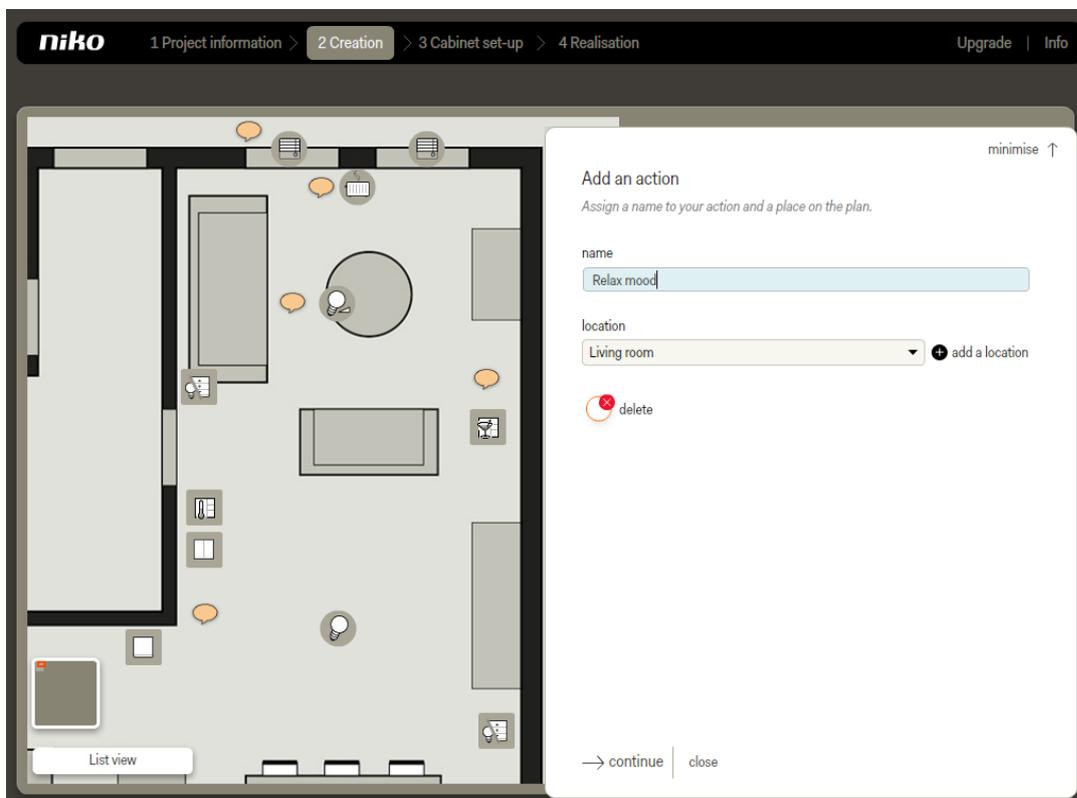 niko
1 Project information
2 Creation
3 Cabinet set-up
4 Realisation
Upgrade | Info
minimise
Add an action
Assign a name to your action and a place on the plan.
name
Relax mood
location
Living room
add a location
delete
List view
continue
close